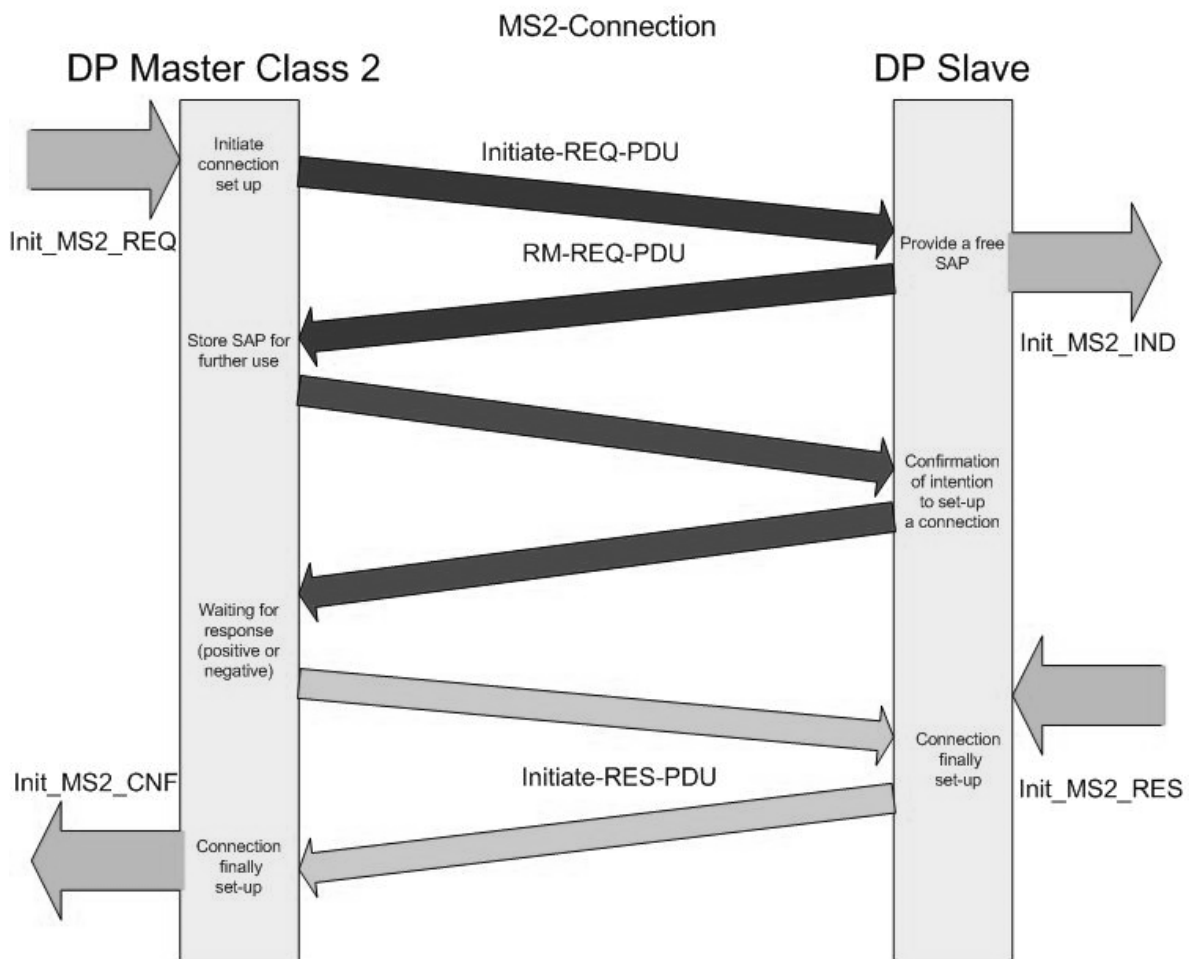 MS2-Connection
DP Master Class 2
DP Slave
Initiate
connection
set up
Initiate-REQ-PDU
Init_MS2_REQ
Provide a free
SAP
RM-REQ-PDU
Store SAP for
further use
Init_MS2_IND
Confirmation
of intention
to set-up
a connection
Waiting for
response
(positive or
negative)
Connection
finally
set-up
Initiate-RES-PDU
Init_MS2_CNF
Init_MS2_RES
Connection
finally
set-up